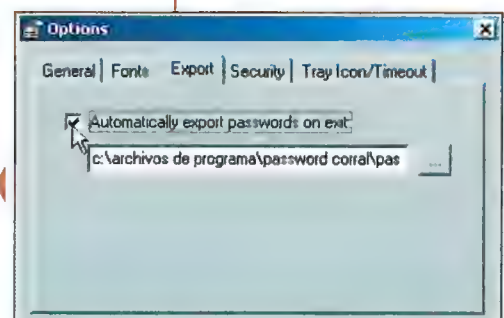 Options
General Fonts Export Security Tray Icon/Timeout
Automatically export passwords on exit
c:\archivos de programa\password corral\pas ...